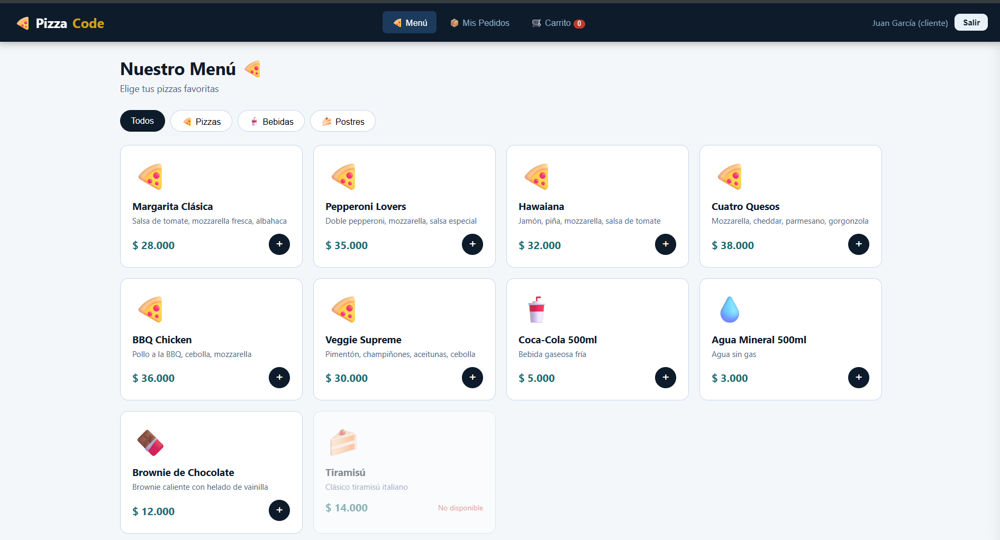 Pizza Code
Menú
Mis Pedidos
Carrito 0
Juan García (cliente)
Salir
Nuestro Menú
Elige tus pizzas favoritas
Todos
Pizzas
Bebidas
Postres
Margarita Clásica
Salsa de tomate, mozzarella fresca, albahaca
$ 28.000
+
Pepperoni Lovers
Doble pepperoni, mozzarella, salsa especial
$ 35.000
+
Hawaiana
Jamón, piña, mozzarella, salsa de tomate
$ 32.000
+
Cuatro Quesos
Mozzarella, cheddar, parmesano, gorgonzola
$ 38.000
+
BBQ Chicken
Pollo a la BBQ, cebolla, mozzarella
$ 36.000
+
Veggie Supreme
Pimentón, champiñones, aceitunas, cebolla
$ 30.000
+
Coca-Cola 500ml
Bebida gaseosa fría
$ 5.000
+
Agua Mineral 500ml
Agua sin gas
$ 3.000
+
Brownie de Chocolate
Brownie caliente con helado de vainilla
$ 12.000
+
Tiramisú
Clásico tiramisú italiano
$ 14.000
No disponible